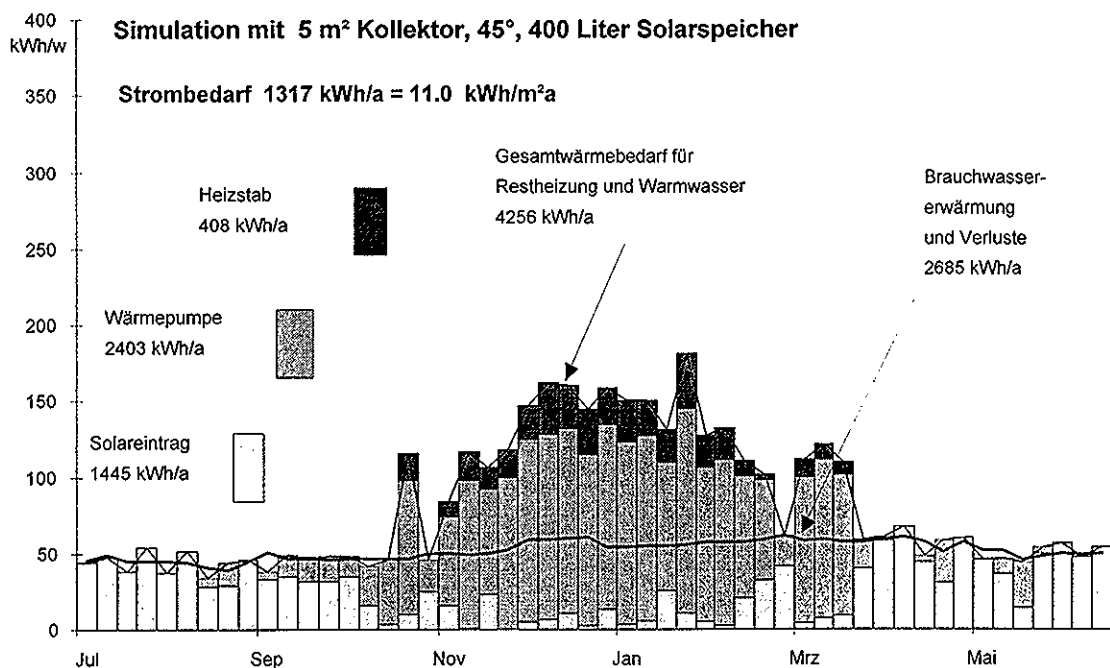 Simulation mit 5 m² Kollektor, 45°, 400 Liter Solarspeicher
Strombedarf 1317 kWh/a = 11.0 kWh/m²a
400
kWh/w
350
300
250
200
150
100
50
0
Heizstab
408 kWh/a
Wärmepumpe
2403 kWh/a
Solareintrag
1445 kWh/a
Gesamtwärmebedarf für
Restheizung und Warmwasser
4256 kWh/a
Brauchwasser-
erwärmung
und Verluste
2685 kWh/a
Jul
Sep
Nov
Jan
Mrz
Mai